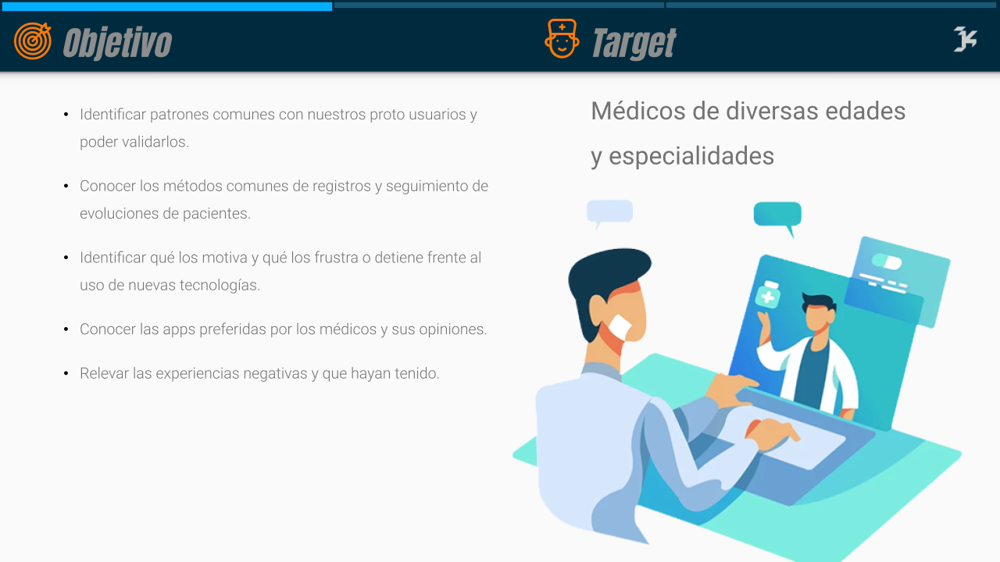 Objetivo
Target
• Identificar patrones comunes con nuestros proto usuarios y
poder validarlos.
• Conocer los métodos comunes de registros y seguimiento de
evoluciones de pacientes.
• Identificar qué los motiva y qué los frustra o detiene frente al
uso de nuevas tecnologías.
• Conocer las apps preferidas por los médicos y sus opiniones.
• Relevar las experiencias negativas y que hayan tenido.
Médicos de diversas edades
y especialidades